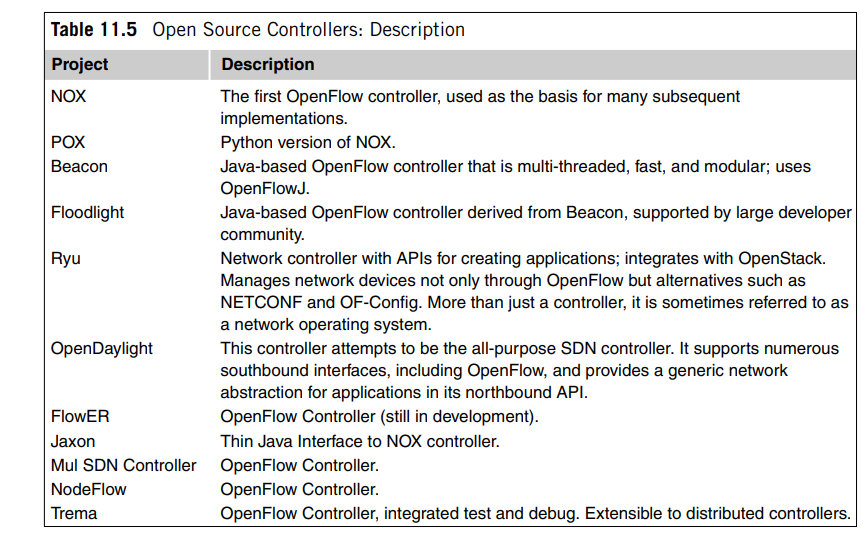 Table 11.5 Open Source Controllers: Description
Project Description
NOX The first OpenFlow controller, used as the basis for many subsequent
implementations.
POX Python version of NOX.
Beacon Java-based OpenFlow controller that is multi-threaded, fast, and modular; uses
OpenFlowJ.
Floodlight Java-based OpenFlow controller derived from Beacon, supported by large developer
community.
Ryu Network controller with APIs for creating applications; integrates with OpenStack.
Manages network devices not only through OpenFlow but alternatives such as
NETCONF and OF-Config. More than just a controller, it is sometimes referred to as
a network operating system.
OpenDaylight This controller attempts to be the all-purpose SDN controller. It supports numerous
southbound interfaces, including OpenFlow, and provides a generic network
abstraction for applications in its northbound API.
FlowER OpenFlow Controller (still in development).
Jaxon Thin Java Interface to NOX controller.
Mul SDN Controller OpenFlow Controller.
NodeFlow OpenFlow Controller.
Trema OpenFlow Controller, integrated test and debug. Extensible to distributed controllers.